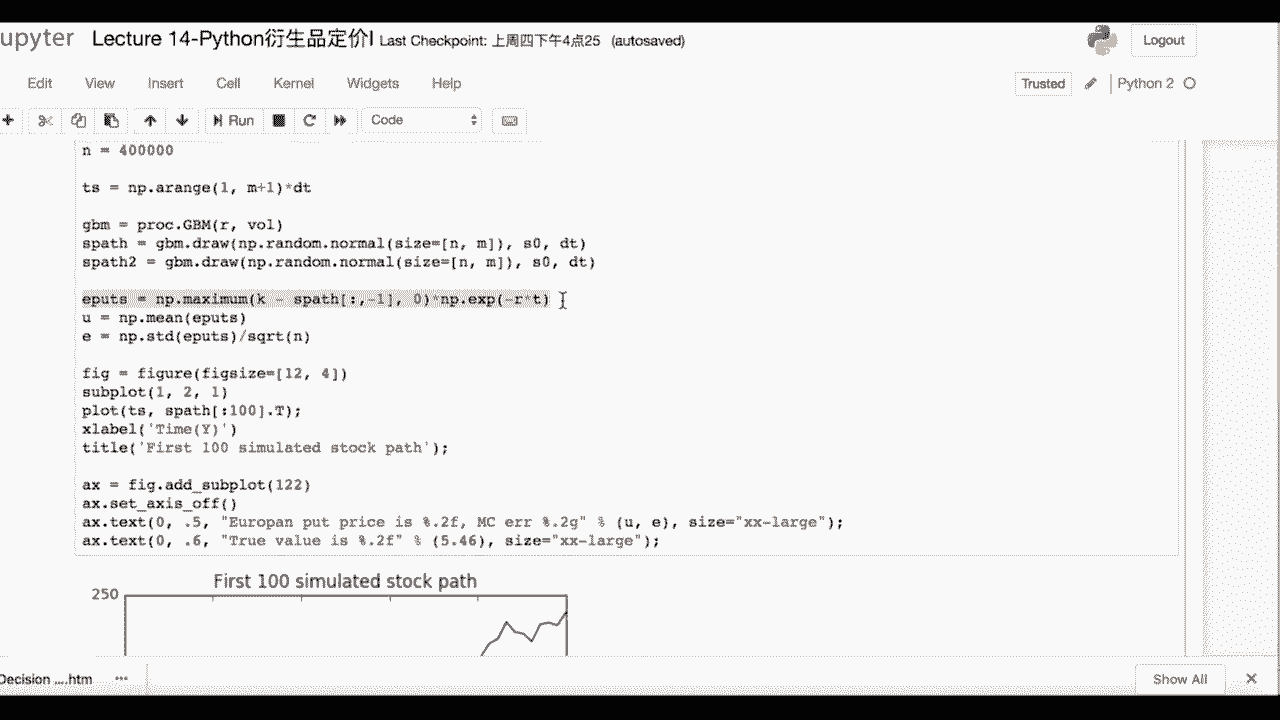 upyter Lecture 14-Python衍生品定价I Last Checkpoint: 上周四下午4点25 (autosaved) Logout
Edit View Insert Cell Kernel Widgets Help Trusted Python 2
Run Code
n = 400000
ts = np.arange(1, m+1)*dt
gbm = proc.GBM(r, vol)
spath = gbm.draw(np.random.normal(size=[n, m]), s0, dt)
spath2 = gbm.draw(np.random.normal(size=[n, m]), s0, dt)
eputs = np.maximum(k - spath[:,-1], 0)*np.exp(-r*t)
u = np.mean(eputs)
e = np.std(eputs)/sqrt(n)
fig = figure(figsize=[12, 4])
subplot(1, 2, 1)
plot(ts, spath[:100].T);
xlabel('Time(Y)')
title('First 100 simulated stock path');
ax = fig.add_subplot(122)
ax.set_axis_off()
ax.text(0, .5, "Europan put price is %.2f, MC err %.2g" % (u, e), size="xx-large");
ax.text(0, .6, "True value is %.2f" % (5.46), size="xx-large");
First 100 simulated stock path
250
Decision ....htm Show All